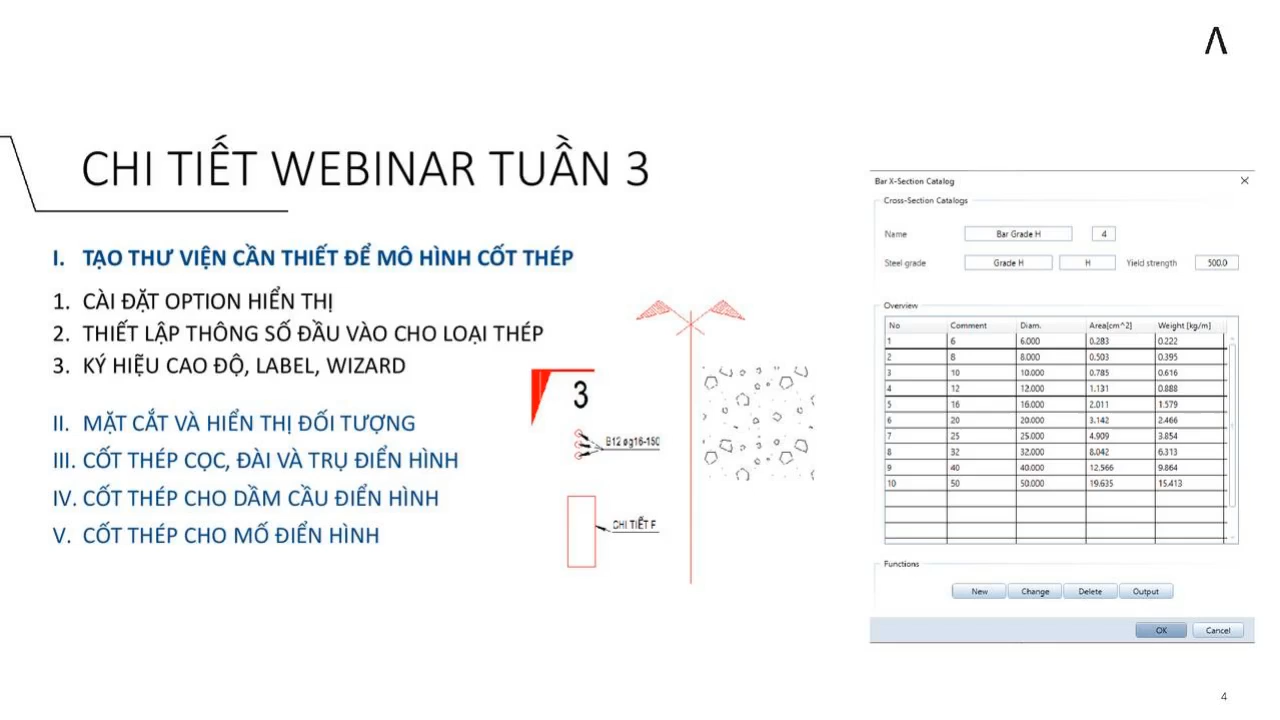 CHI TIẾT WEBINAR TUẦN 3
I. TẠO THƯ VIỆN CẦN THIẾT ĐỂ MÔ HÌNH CỐT THÉP
1. CÀI ĐẶT OPTION HIỂN THỊ
2. THIẾT LẬP THÔNG SỐ ĐẦU VÀO CHO LOẠI THÉP
3. KÝ HIỆU CAO ĐỘ, LABEL, WIZARD
II. MẶT CẮT VÀ HIỂN THỊ ĐỐI TƯỢNG
III. CỐT THÉP CỌC, ĐÀI VÀ TRỤ ĐIỂN HÌNH
IV. CỐT THÉP CHO DẦM CẦU ĐIỂN HÌNH
V. CỐT THÉP CHO MỐ ĐIỂN HÌNH
3
B12 øg16-150
CHI TIẾT F
Bar X-Section Catalog
Cross-Section Catalogs
Name Bar Grade H 4
Steel grade Grade H H Yield strength 500.0
Overview
No Comment Diam. Area[cm^2] Weight [kg/m]
1 6 6.000 0.283 0.222
2 8 8.000 0.503 0.395
3 10 10.000 0.785 0.616
4 12 12.000 1.131 0.888
5 16 16.000 2.011 1.579
6 20 20.000 3.142 2.466
7 25 25.000 4.909 3.854
8 32 32.000 8.042 6.313
9 40 40.000 12.566 9.864
10 50 50.000 19.635 15.413
Functions
New Change Delete Output
OK Cancel
4